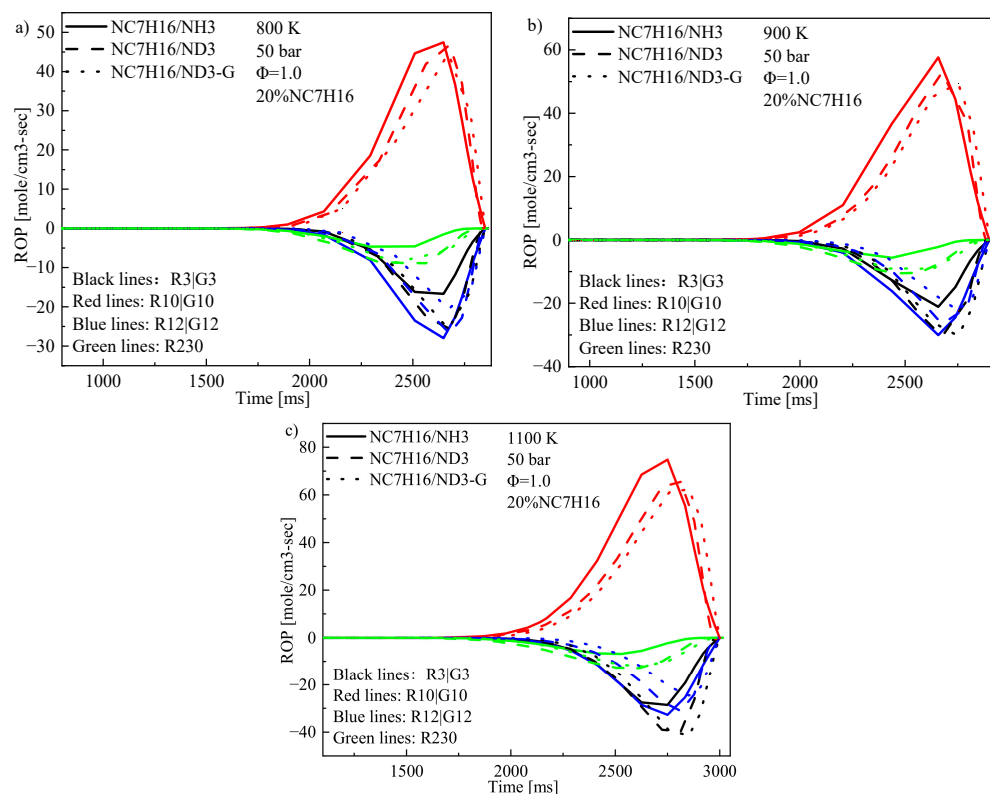 a)
NC7H16/NH3 800 K
NC7H16/ND3 50 bar
NC7H16/ND3-G Φ=1.0
20%NC7H16
50
40
30
20
10
0
−10
−20
−30
ROP [mole/cm3-sec]
Black lines: R3|G3
Red lines: R10|G10
Blue lines: R12|G12
Green lines: R230
1000 1500 2000 2500
Time [ms]
b)
NC7H16/NH3 900 K
NC7H16/ND3 50 bar
NC7H16/ND3-G Φ=1.0
20%NC7H16
60
40
20
0
−20
−40
ROP [mole/cm3-sec]
Black lines: R3|G3
Red lines: R10|G10
Blue lines: R12|G12
Green lines: R230
1000 1500 2000 2500
Time [ms]
c)
NC7H16/NH3 1100 K
NC7H16/ND3 50 bar
NC7H16/ND3-G Φ=1.0
20%NC7H16
80
60
40
20
0
−20
−40
ROP [mole/cm3-sec]
Black lines: R3|G3
Red lines: R10|G10
Blue lines: R12|G12
Green lines: R230
1500 2000 2500 3000
Time [ms]